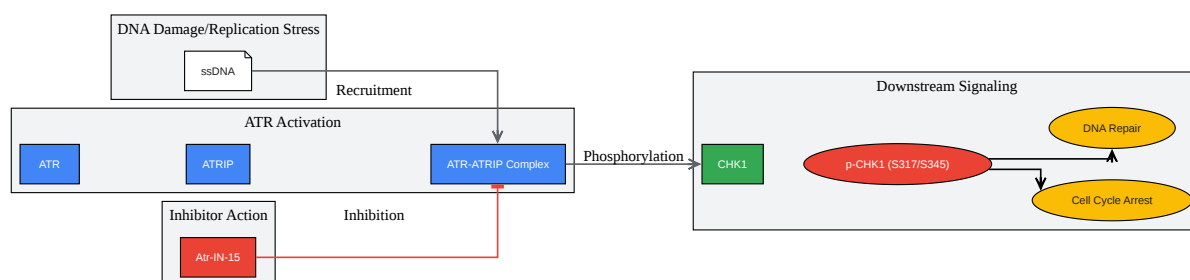 DNA Damage/Replication Stress
ssDNA
Recruitment
ATR Activation
ATR
ATRIP
ATR-ATRIP Complex
Phosphorylation
Inhibitor Action
Inhibition
Atr-IN-15
Downstream Signaling
CHK1
p-CHK1 (S317/S345)
DNA Repair
Cell Cycle Arrest